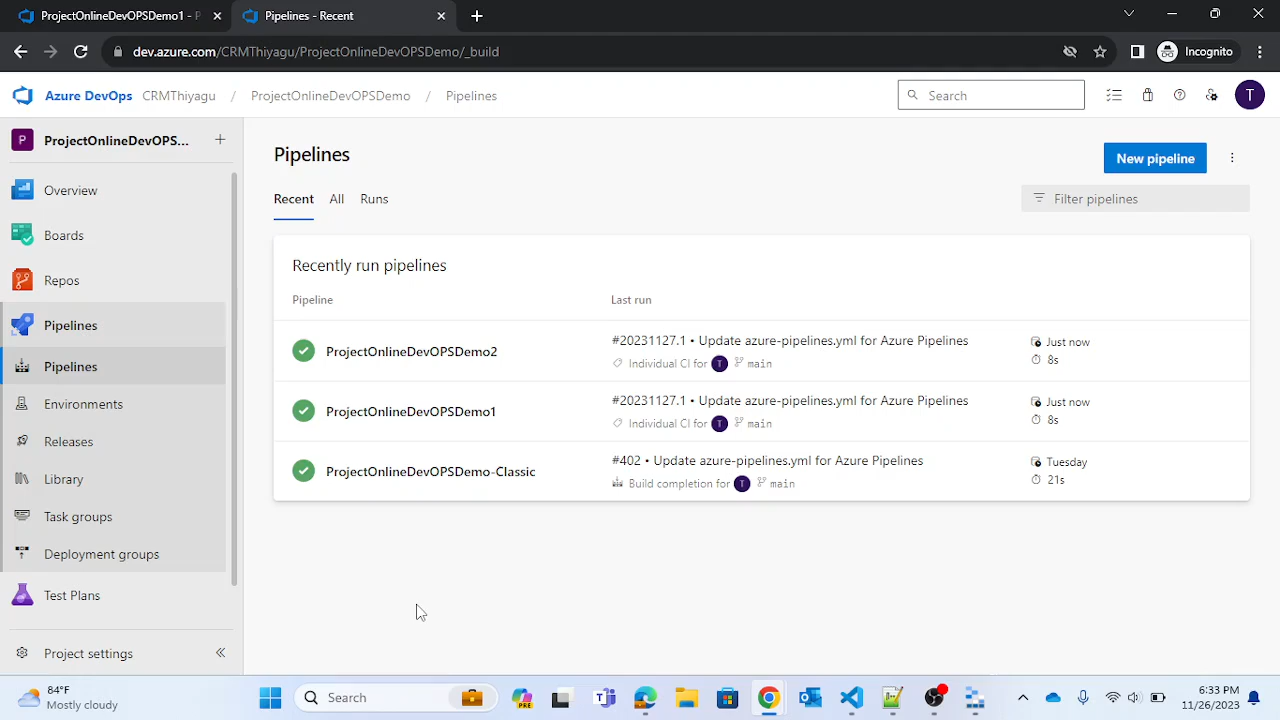 ProjectOnlineDevOPSDemo1 - P
Pipelines - Recent
dev.azure.com/CRMThiyagu/ProjectOnlineDevOPSDemo/_build
Incognito
Azure DevOps CRMThiyagu / ProjectOnlineDevOPSDemo / Pipelines
Search
T
P ProjectOnlineDevOPS...
Overview
Boards
Repos
Pipelines
Pipelines
Environments
Releases
Library
Task groups
Deployment groups
Test Plans
Project settings
Pipelines
New pipeline
Recent All Runs
Filter pipelines
Recently run pipelines
Pipeline Last run
ProjectOnlineDevOPSDemo2 #20231127.1 • Update azure-pipelines.yml for Azure Pipelines Just now
Individual CI for T main 8s
ProjectOnlineDevOPSDemo1 #20231127.1 • Update azure-pipelines.yml for Azure Pipelines Just now
Individual CI for T main 8s
ProjectOnlineDevOPSDemo-Classic #402 • Update azure-pipelines.yml for Azure Pipelines Tuesday
Build completion for T main 21s
84°F
Mostly cloudy
Search
PRE
6:33 PM
11/26/2023